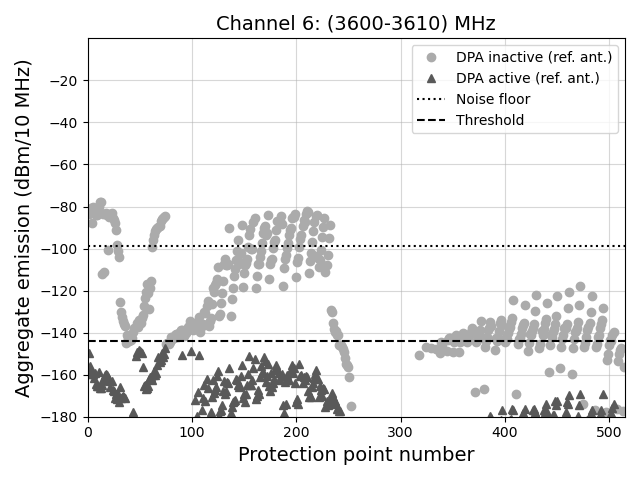 Channel 6: (3600-3610) MHz
DPA inactive (ref. ant.)
DPA active (ref. ant.)
Noise floor
Threshold
Aggregate emission (dBm/10 MHz)
−20
−40
−60
−80
−100
−120
−140
−160
−180
0 100 200 300 400 500
Protection point number